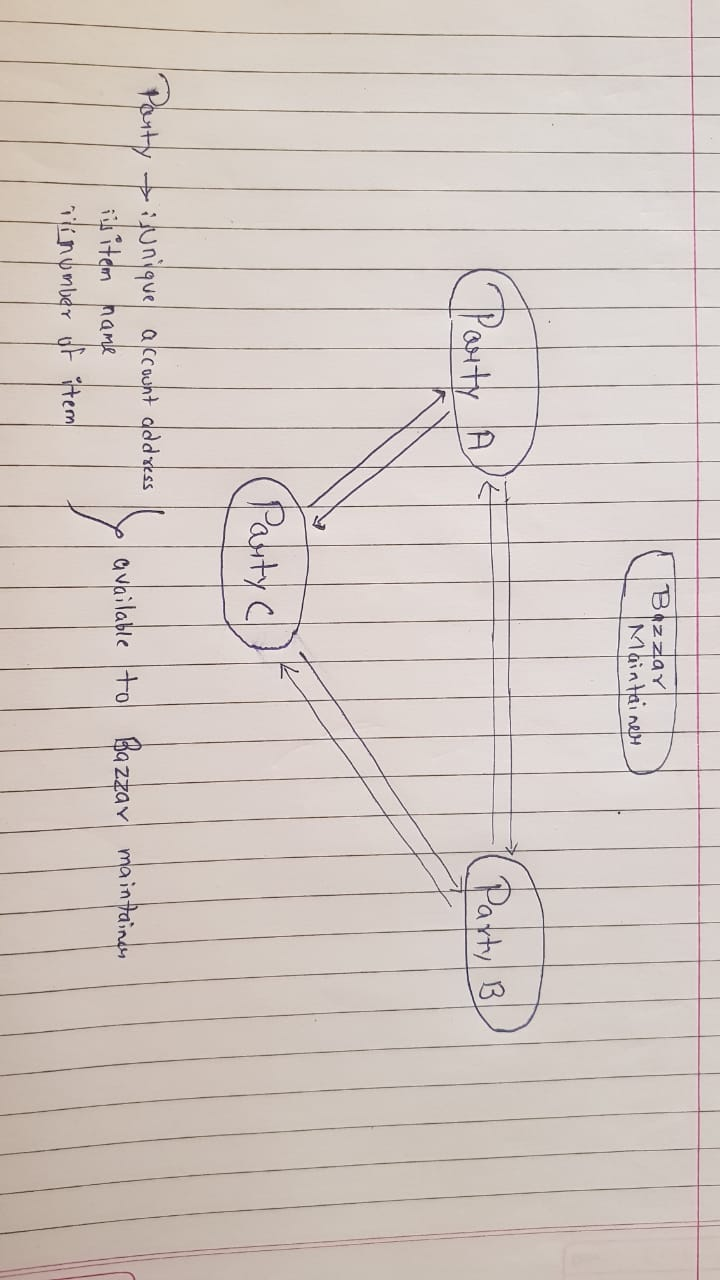 Bazzar
Maintainer
Party A
Party B
Party C
Party → i) Unique account address
ii) item name
iii) number of item
} available to Bazzar maintainer